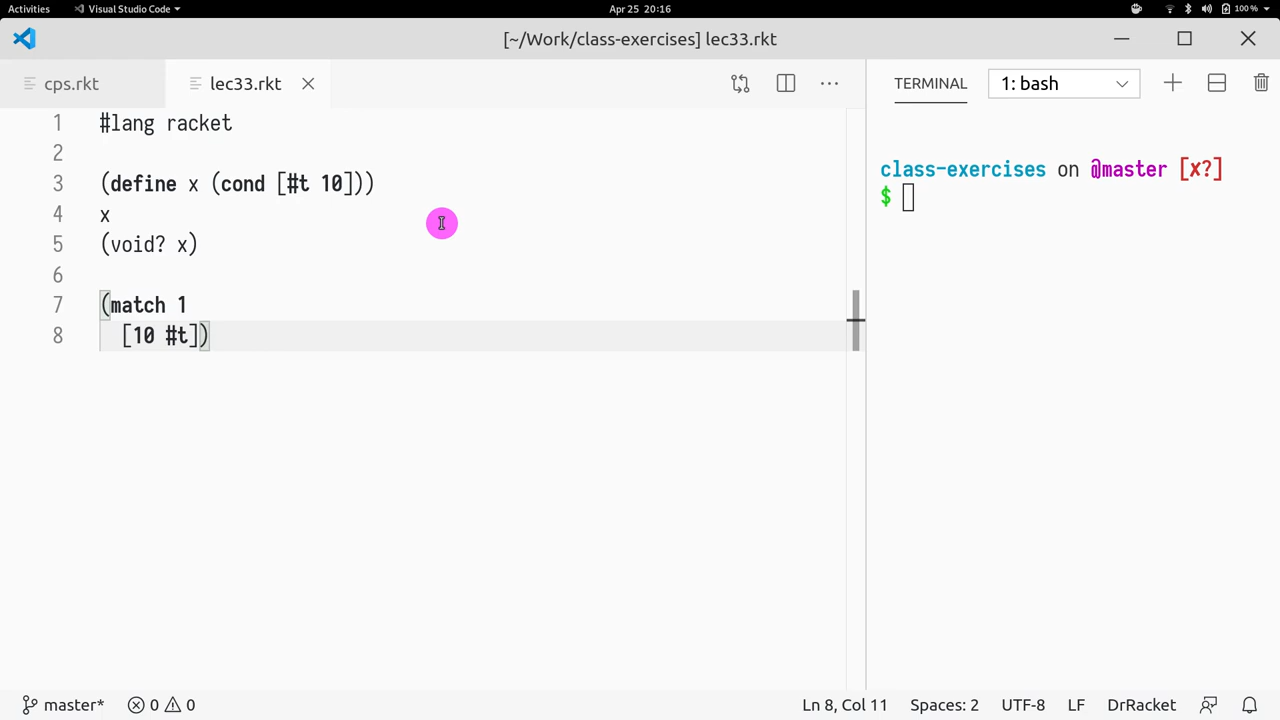 Activities Visual Studio Code Apr 25 20:16 100 %
[~/Work/class-exercises] lec33.rkt
cps.rkt lec33.rkt TERMINAL 1: bash
1 #lang racket
2
3 (define x (cond [#t 10]))
4 x
5 (void? x)
6
7 (match 1
8 [10 #t])
class-exercises on @master [x?]
$
master* 0 0 Ln 8, Col 11 Spaces: 2 UTF-8 LF DrRacket